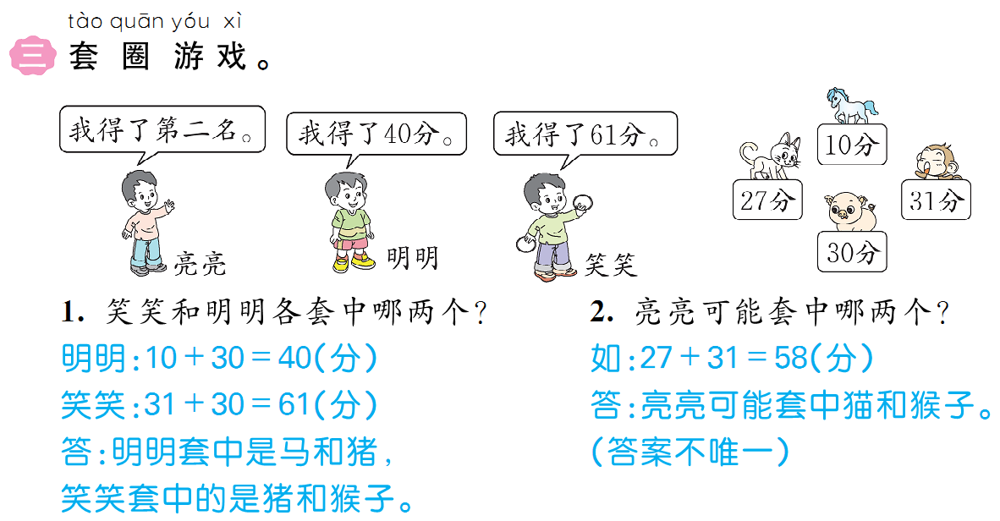 tào quān yóu xì
三 套圈游戏。
我得了第二名。
我得了40分。
我得了61分。
亮亮
明明
笑笑
10分
27分
31分
30分
1. 笑笑和明明各套中哪两个?
明明:10+30=40(分)
笑笑:31+30=61(分)
答:明明套中是马和猪,
笑笑套中的是猪和猴子。
2. 亮亮可能套中哪两个?
如:27+31=58(分)
答:亮亮可能套中猫和猴子。
(答案不唯一)